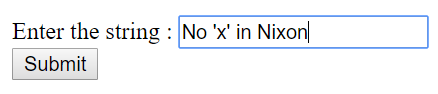 Enter the string : No 'x' in Nixon
Submit